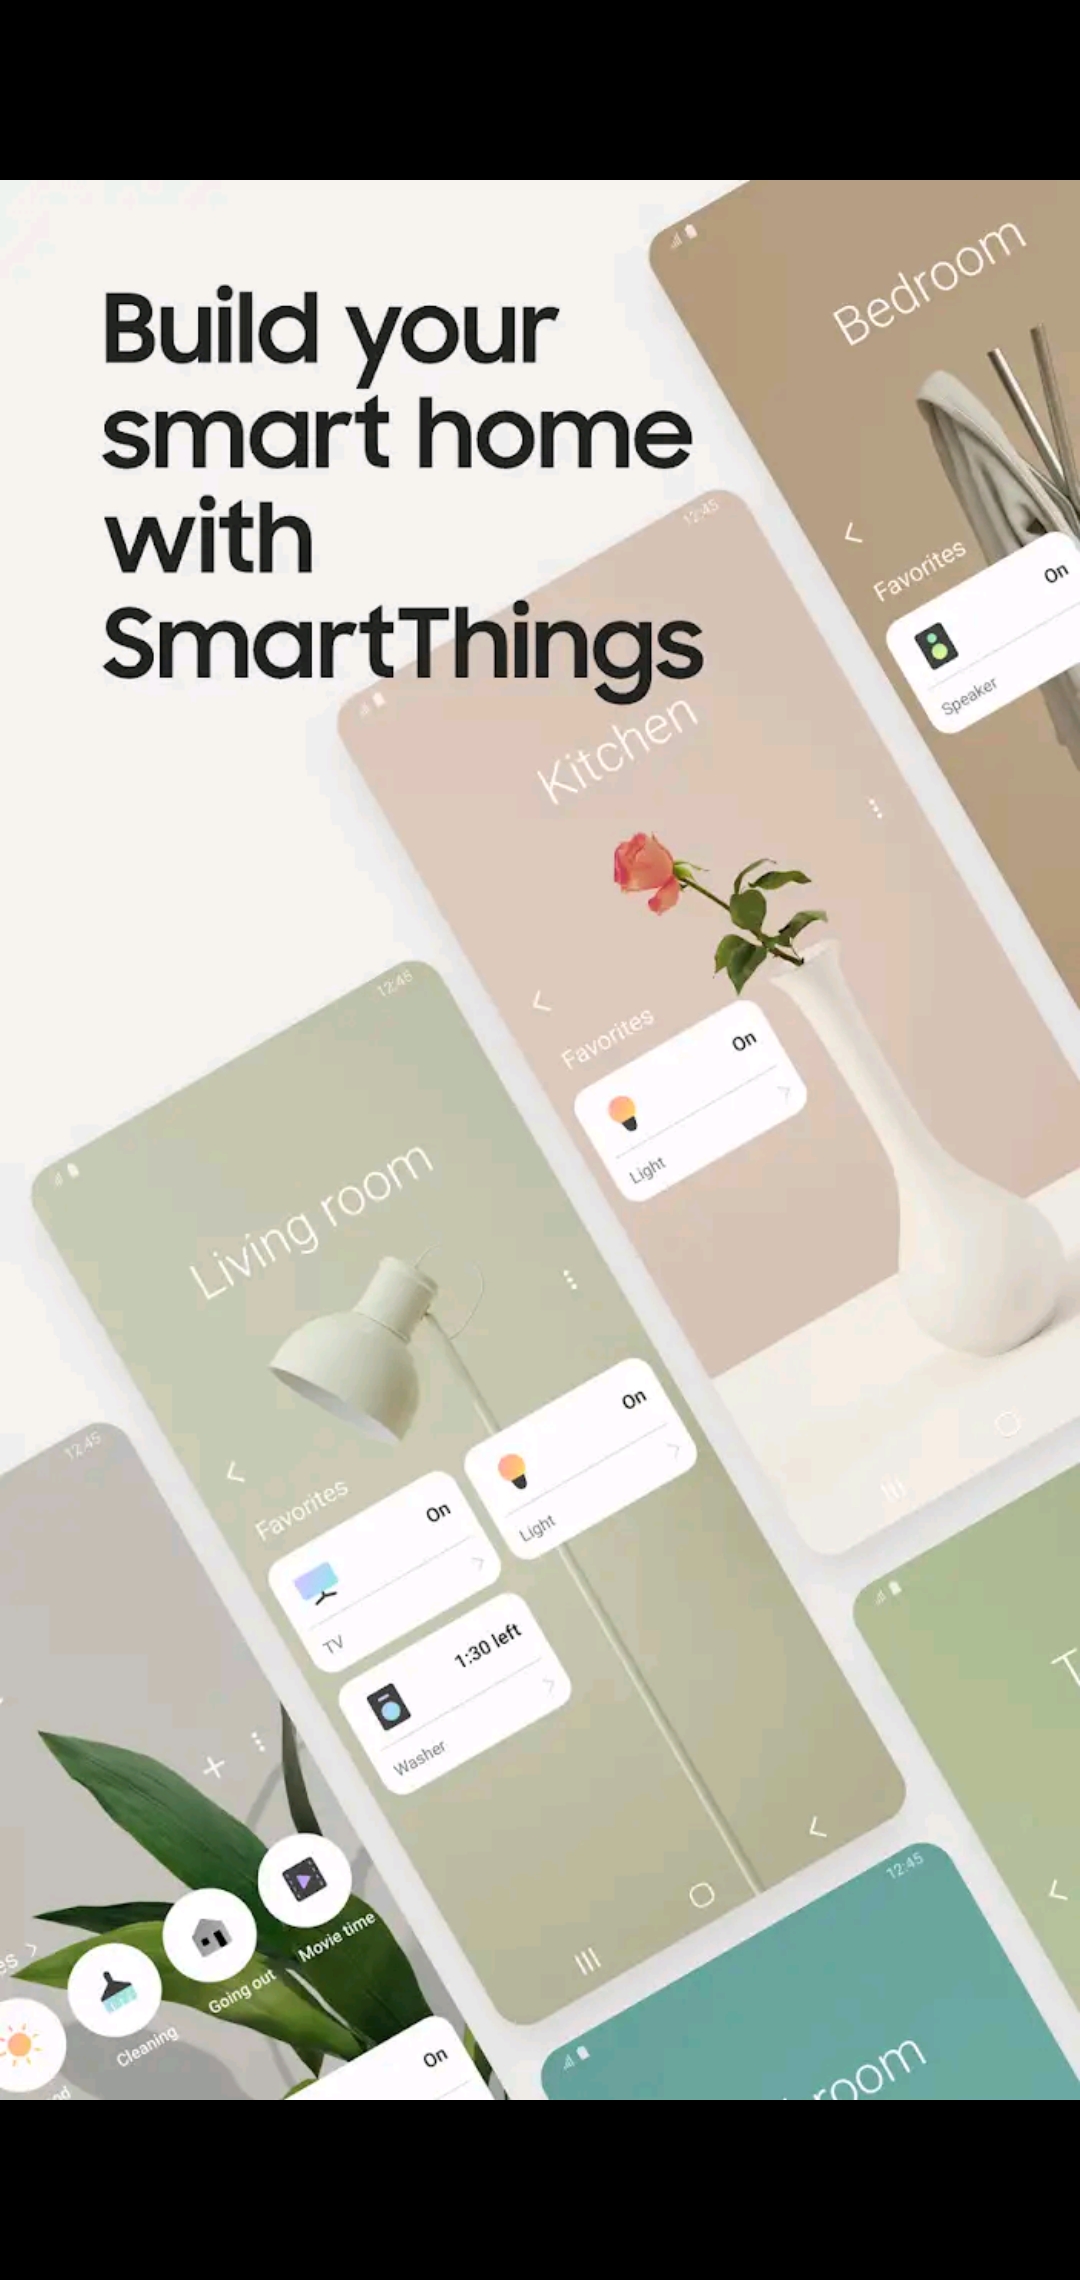 Build your
smart home
with
SmartThings
Bedroom
Favorites
On
Speaker
12:45
Kitchen
Favorites
On
Light
12:45
Living room
Favorites
On
TV
On
Light
1:30 left
Washer
12:45
Movie time
Going out
Cleaning
On
12:45
room